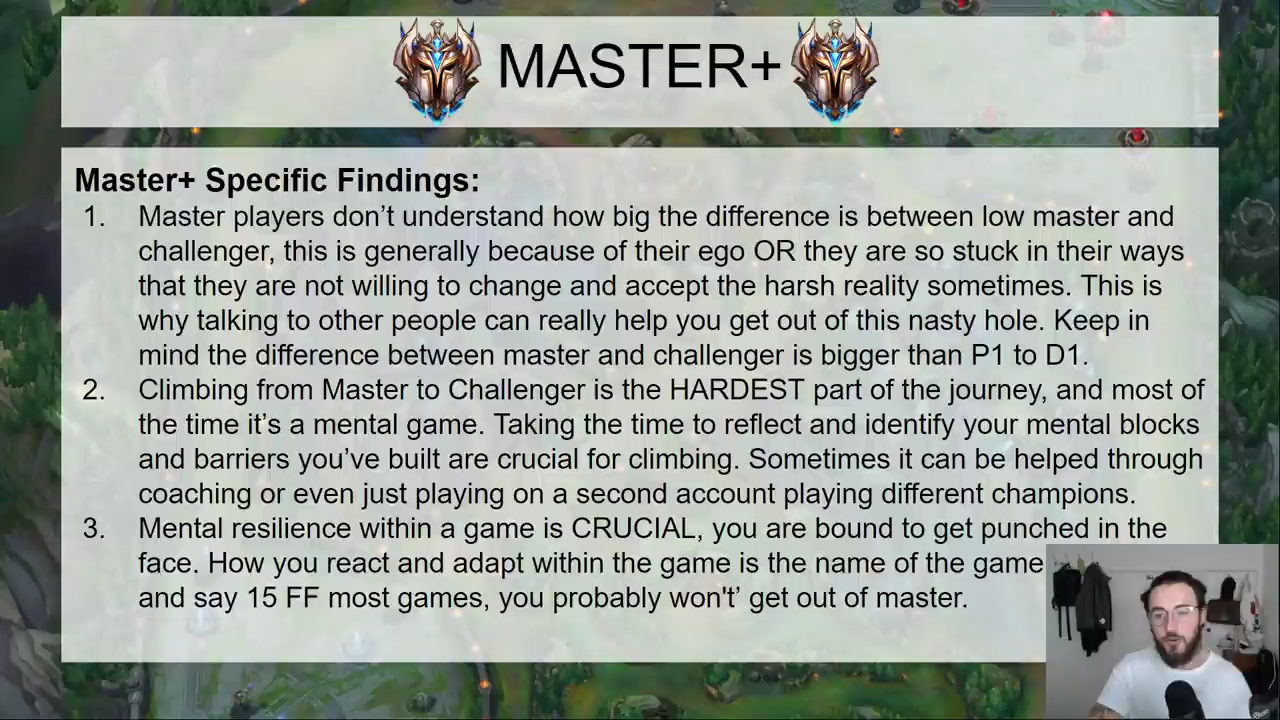 MASTER+
Master+ Specific Findings:
1. Master players don’t understand how big the difference is between low master and
challenger, this is generally because of their ego OR they are so stuck in their ways
that they are not willing to change and accept the harsh reality sometimes. This is
why talking to other people can really help you get out of this nasty hole. Keep in
mind the difference between master and challenger is bigger than P1 to D1.
2. Climbing from Master to Challenger is the HARDEST part of the journey, and most of
the time it’s a mental game. Taking the time to reflect and identify your mental blocks
and barriers you’ve built are crucial for climbing. Sometimes it can be helped through
coaching or even just playing on a second account playing different champions.
3. Mental resilience within a game is CRUCIAL, you are bound to get punched in the
face. How you react and adapt within the game is the name of the game
and say 15 FF most games, you probably won't’ get out of master.